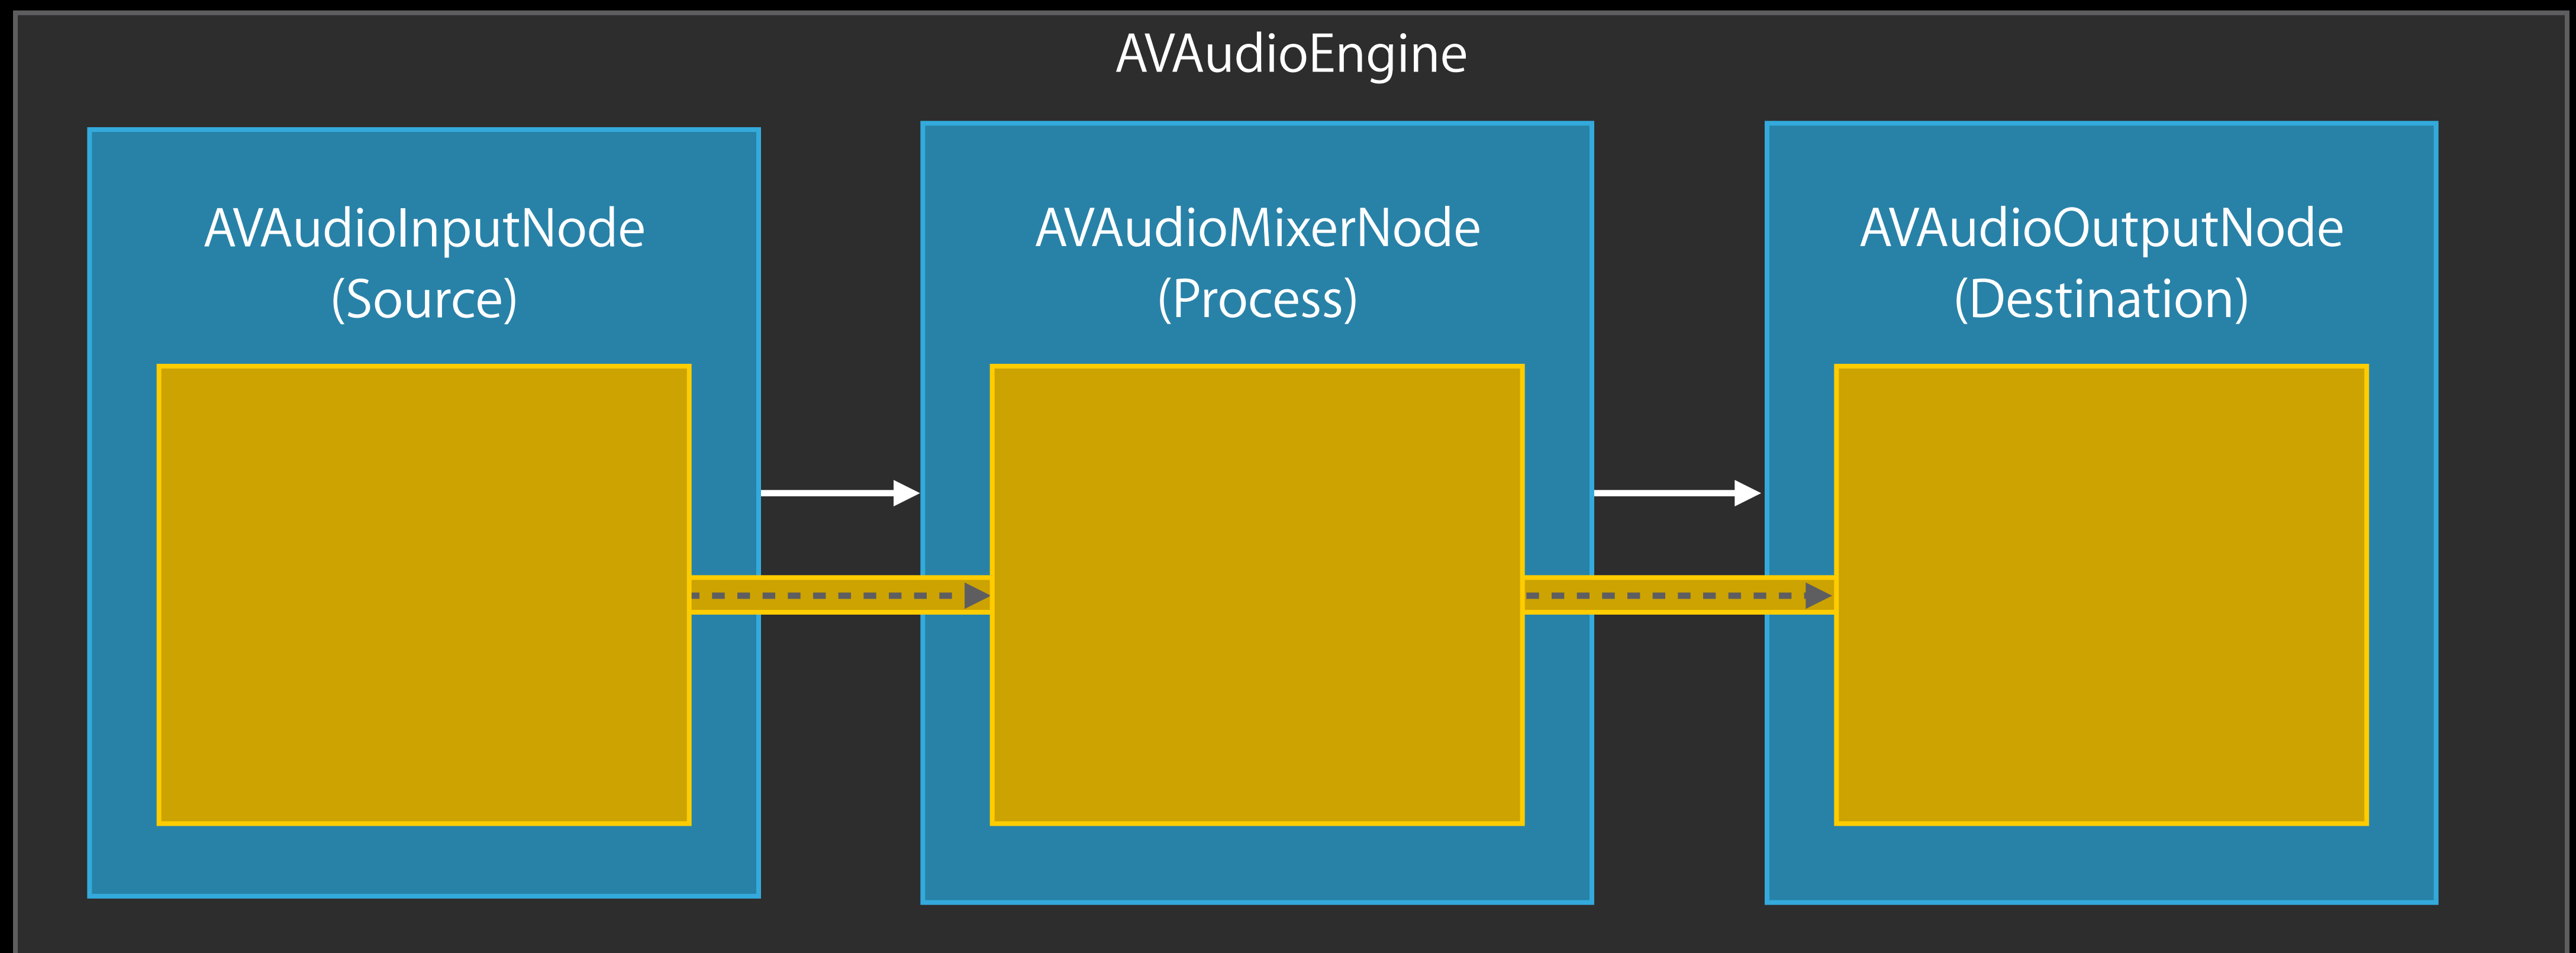 AVAudioEngine
AVAudioInputNode
(Source)
AVAudioMixerNode
(Process)
AVAudioOutputNode
(Destination)